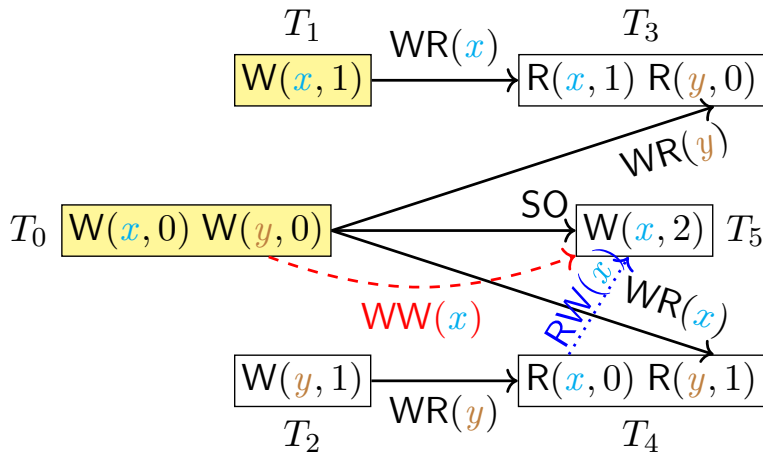 T1 T3
W(x, 1) WR(x) R(x, 1) R(y, 0)
WR(y)
SO
T0 W(x, 0) W(y, 0) W(x, 2) T5
WW(x) RW(x) WR(x)
W(y, 1) WR(y) R(x, 0) R(y, 1)
T2 T4